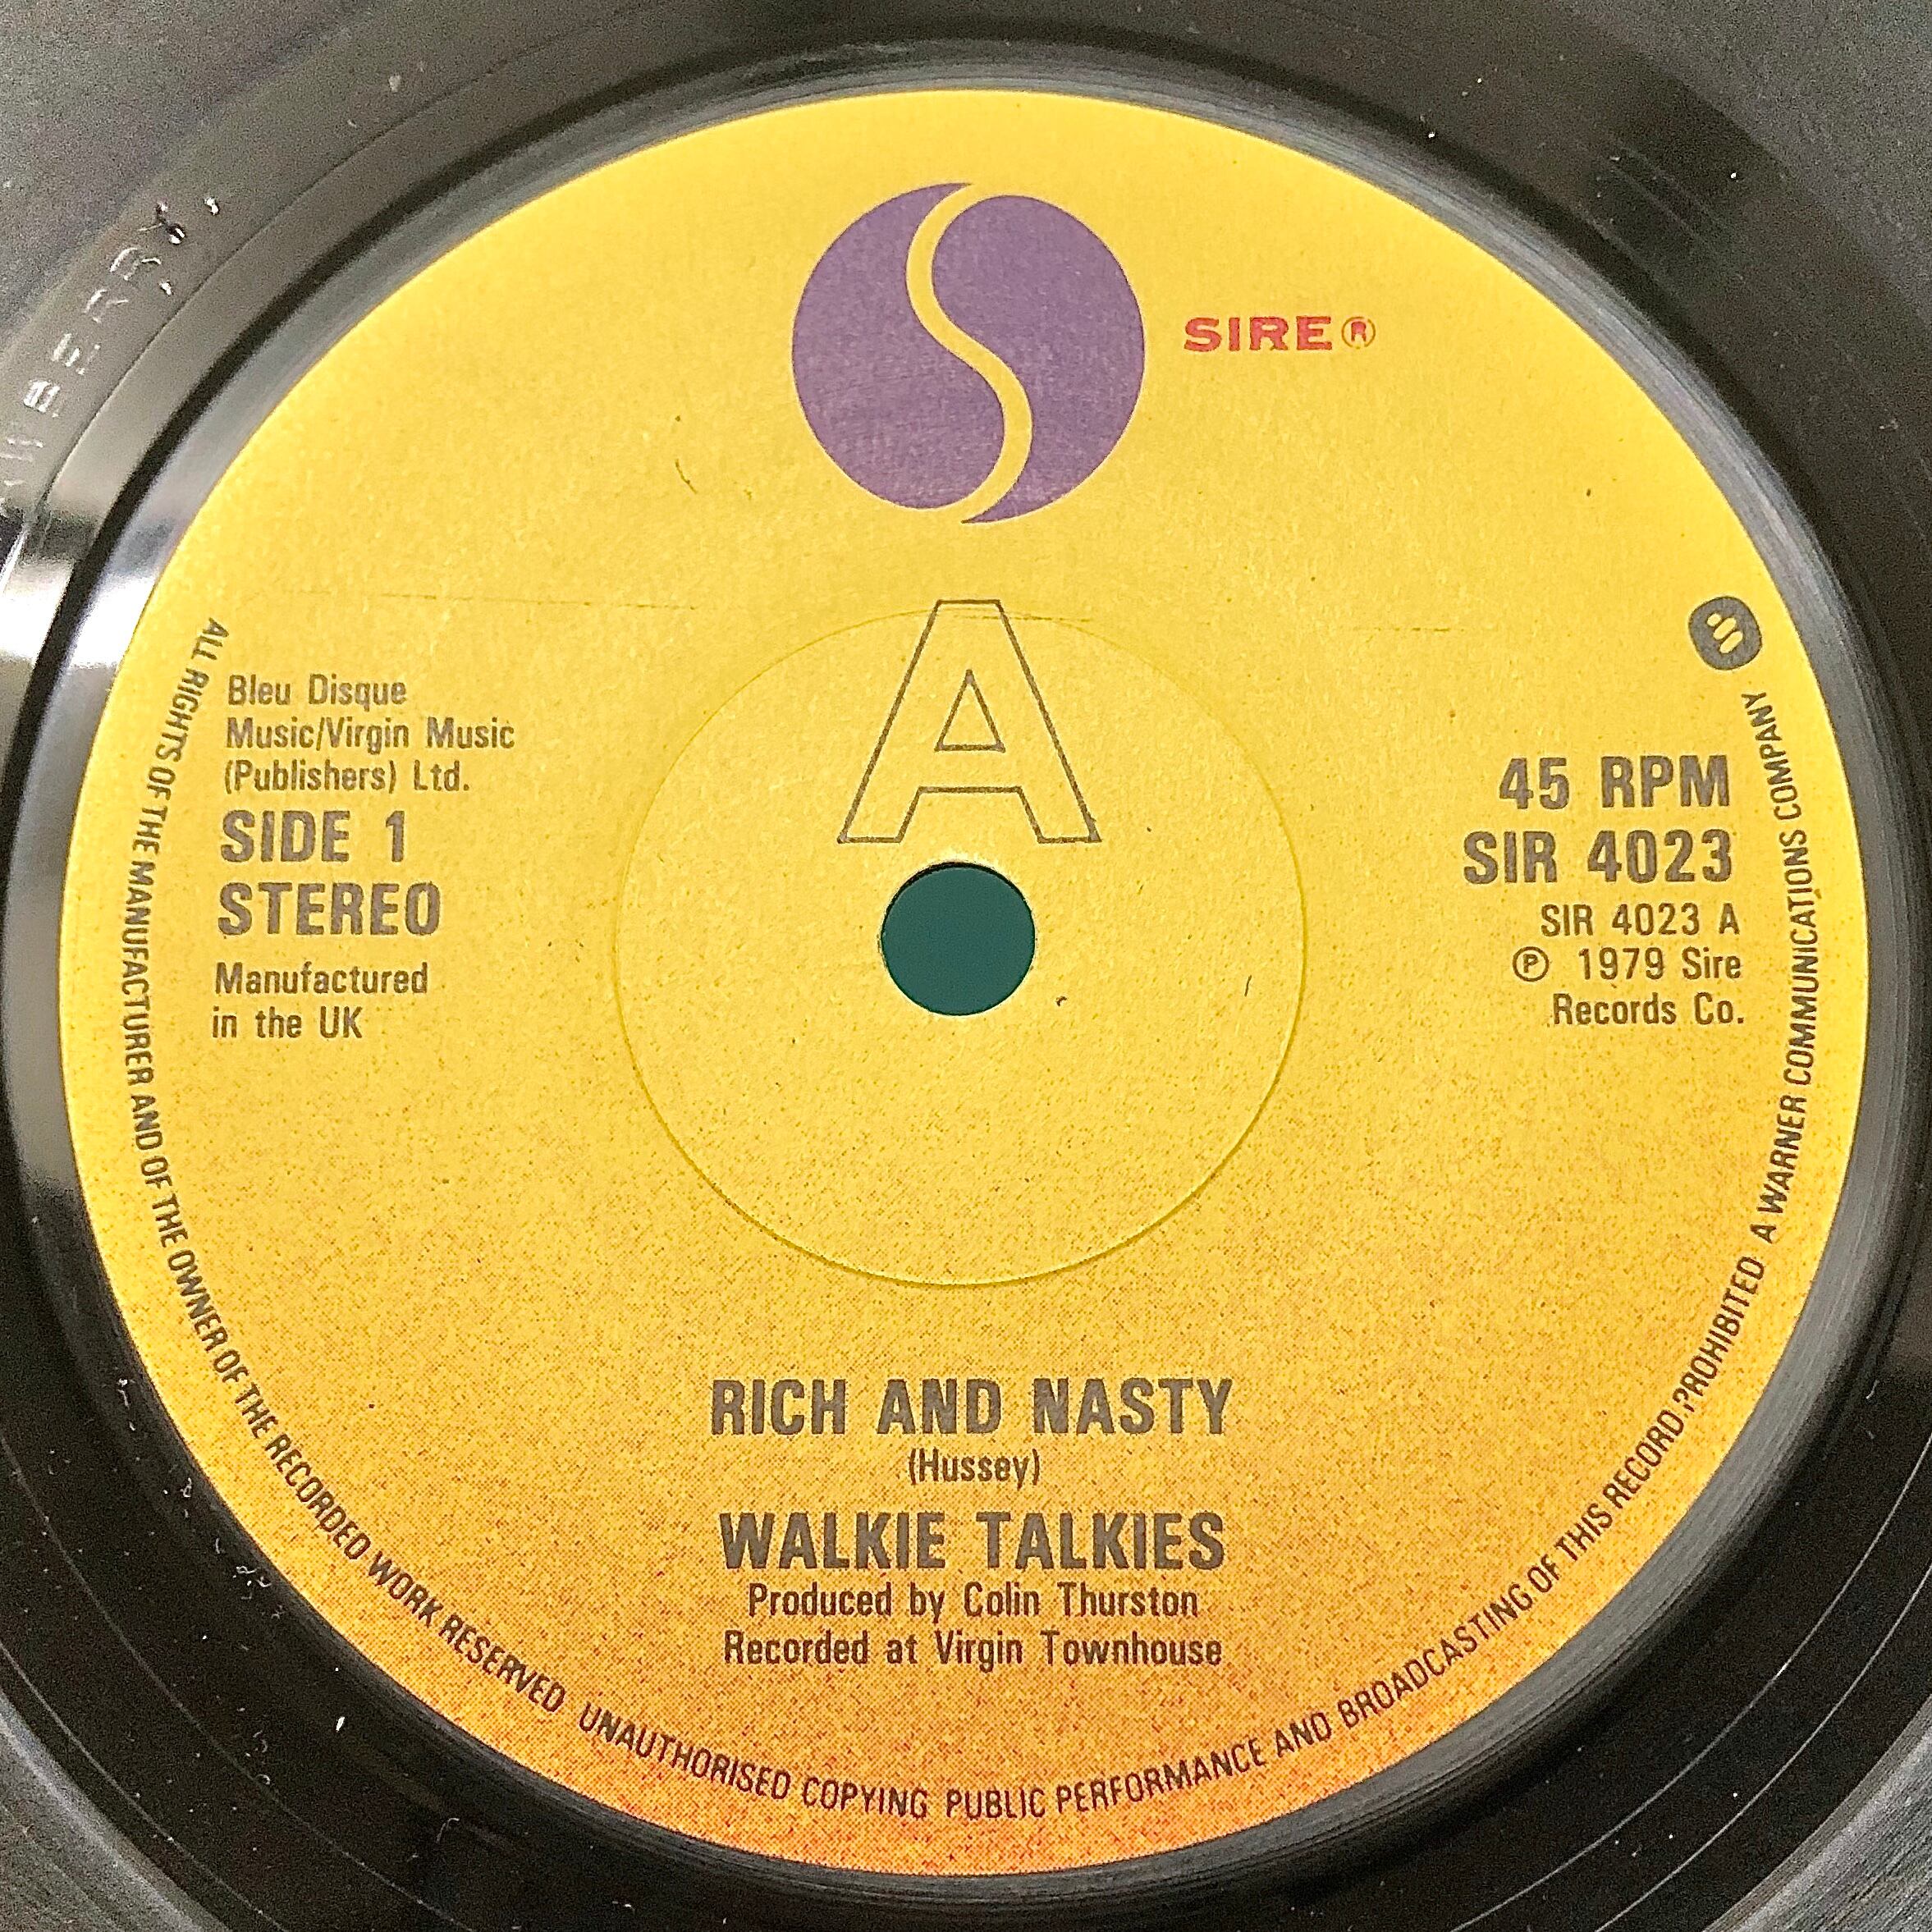 SIRE®
A
Bleu Disque
Music/Virgin Music
(Publishers) Ltd.
SIDE 1
STEREO
Manufactured
in the UK
45 RPM
SIR 4023
SIR 4023 A
℗ 1979 Sire
Records Co.
RICH AND NASTY
(Hussey)
WALKIE TALKIES
Produced by Colin Thurston
Recorded at Virgin Townhouse
ALL RIGHTS OF THE MANUFACTURER AND OF THE OWNER OF THE RECORDED WORK RESERVED UNAUTHORISED COPYING PUBLIC PERFORMANCE AND BROADCASTING OF THIS RECORD PROHIBITED A WARNER COMMUNICATIONS COMPANY